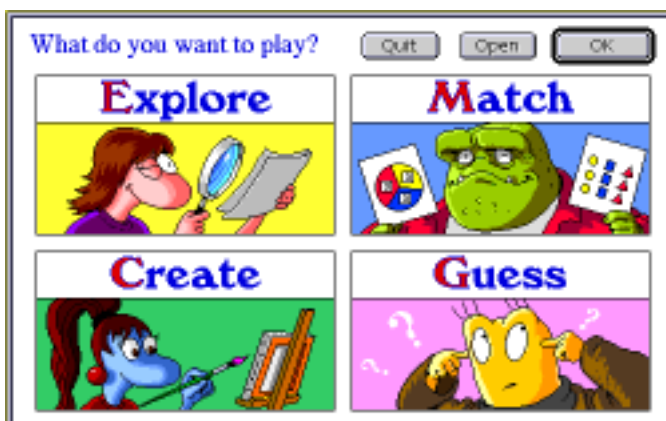 What do you want to play? Quit Open OK
Explore Match
Create Guess
? ? ?